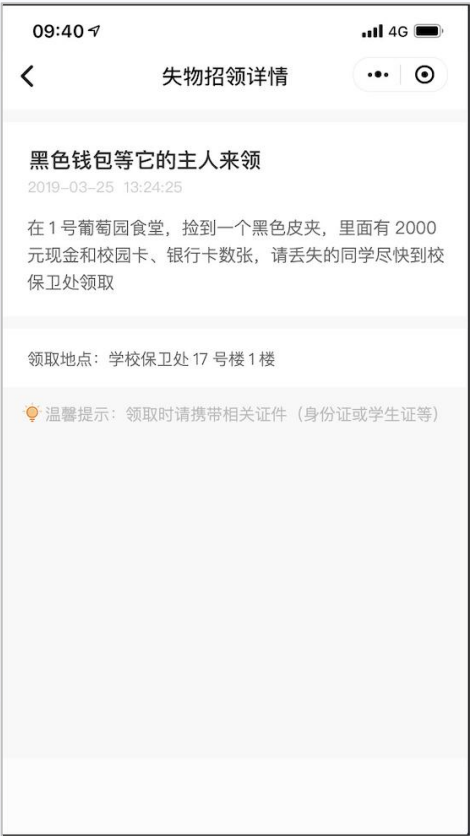 09:40
4G
失物招领详情
黑色钱包等它的主人来领
2019-03-25 13:24:25
在1号葡萄园食堂，捡到一个黑色皮夹，里面有 2000
元现金和校园卡、银行卡数张，请丢失的同学尽快到校
保卫处领取
领取地点：学校保卫处 17 号楼 1 楼
温馨提示：领取时请携带相关证件（身份证或学生证等）